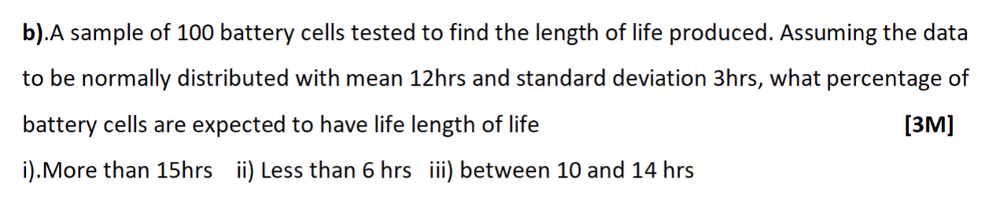 b).A sample of 100 battery cells tested to find the length of life produced. Assuming the data
to be normally distributed with mean 12hrs and standard deviation 3hrs, what percentage of
battery cells are expected to have life length of life [3M]
i).More than 15hrs ii) Less than 6 hrs iii) between 10 and 14 hrs